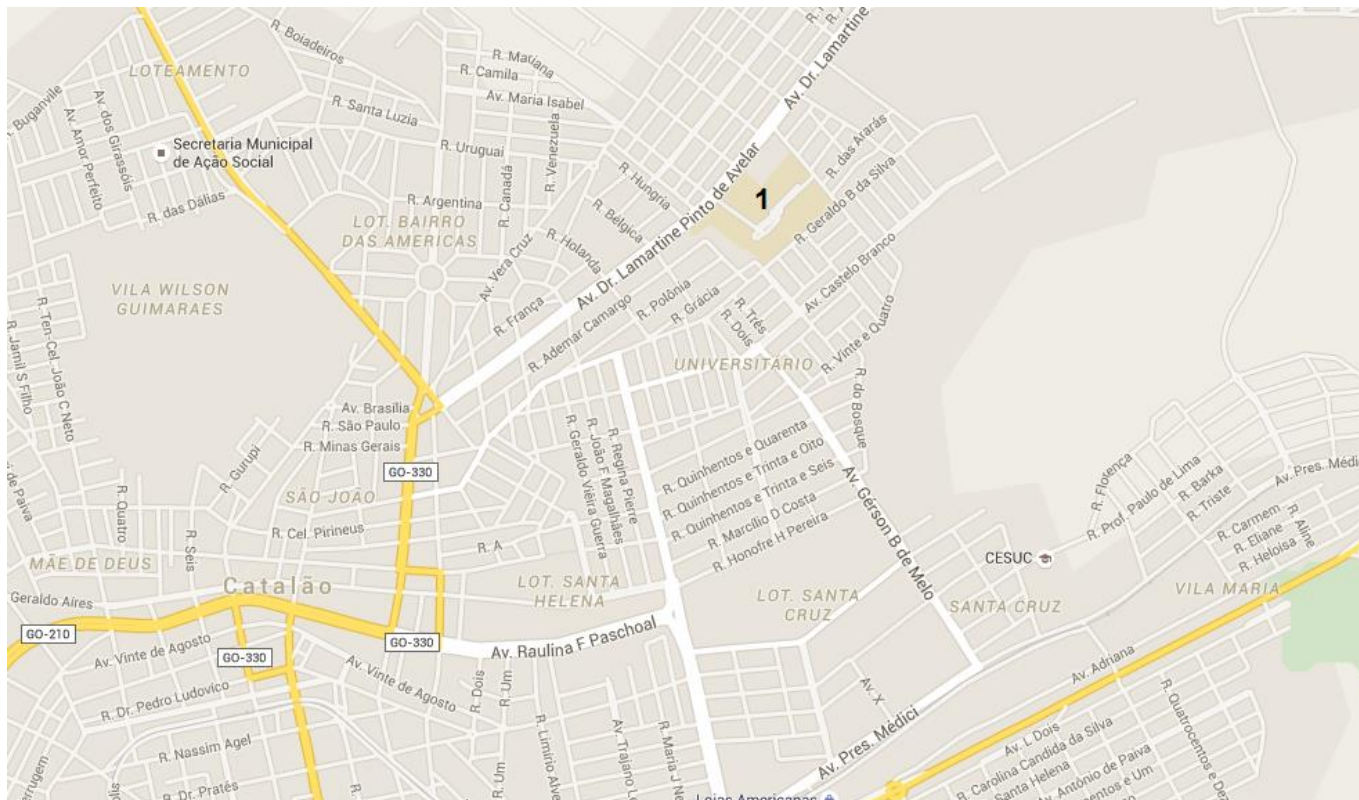 R. Boiadeiros
R. Mariana
R. Camila
Av. Maria Isabel
Av. Dr. Lamartine
LOTEAMENTO
R. Santa Luzia
R. Uruguai
R. Venezuela
R. Canadá
R. Argentina
Buganvile
Av. dos Girassóis
Av. Amor Perfeito
Secretaria Municipal
de Ação Social
R. das Dálias
LOT. BAIRRO
DAS AMERICAS
R. Hungria
R. Belgica
R. Holanda
Av. Vera Cruz
R. França
Av. Dr. Lamartine Pinto de Avelar
1
R. das Ararás
R. Geraldo B da Silva
Av. Castelo Branco
R. Ademar Camargo
R. Polônia
R. Grácia
R. Três
R. Dois
R. Vinte e Quatro
UNIVERSITÁRIO
R. do Bosque
VILA WILSON
GUIMARAES
R. Ten-Cel. João C Neto
R. Jamil S Filho
de Paiva
Av. Brasília
R. São Paulo
R. Minas Gerais
GO-330
R. Gurupi
SÃO JOÃO
R. Cel. Pirineus
R. Quatro
R. Seis
R. A
R. Regina Pierre
R. João F Magalhães
R. Geraldo Vieira Guerra
R. Quinhentos e Quarenta
R. Quinhentos e Trinta e Oito
R. Quinhentos e Trinta e Seis
R. Marcílio D Costa
R. Honofre H Pereira
Av. Gérson B de Melo
R. Florença
R. Prof. Paulo de Lima
R. Barka
R. Triste
Av. Pres. Médici
R. Carmem
R. Eliane
R. Aline
R. Heloisa
CESUC
MÃE DE DEUS
Catalão
Geraldo Aíres
LOT. SANTA
HELENA
LOT. SANTA
CRUZ
SANTA CRUZ
VILA MARIA
GO-210
GO-330
GO-330
Av. Raulina F Paschoal
Av. Vinte de Agosto
Av. Vinte de Agosto
R. Dr. Pedro Ludovico
R. Nassim Agel
R. Dr. Pratés
R. Dois
R. Um
R. Um
R. Limírio Alve
Av. Trajano
R. Maria J
Av. X
Av. Pres. Médici
Av. Adriana
Av. L Dois
R. Carolina Candida da Silva
Santa Helena
Av. Antônio de Paiva
R. Quatrocentos e
Lojas Americanas